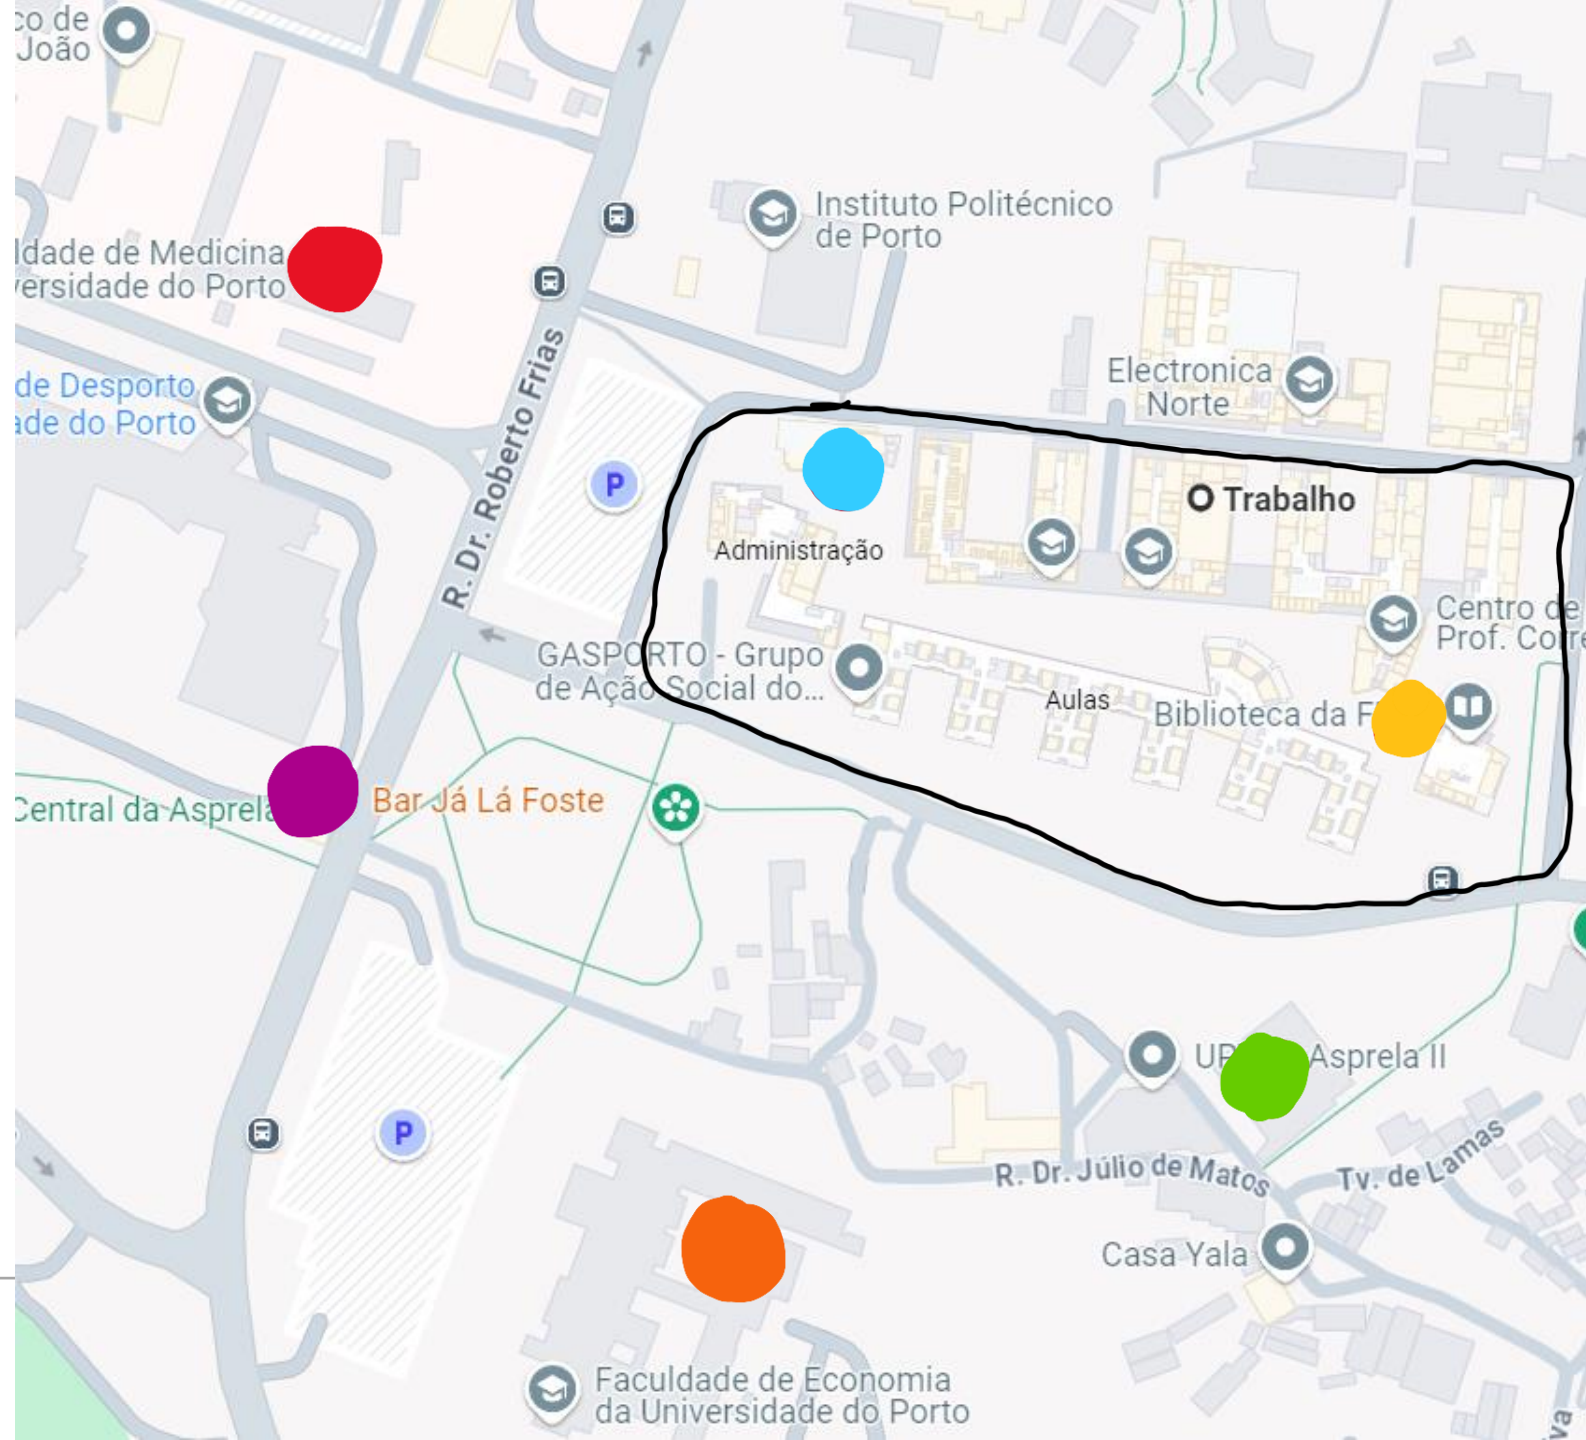 co de
João
Instituto Politécnico
de Porto
ldade de Medicina
versidade do Porto
R. Dr. Roberto Frias
Electronica
Norte
de Desporto
ade do Porto
P
Trabalho
Administração
Centro de
Prof. Corre
GASPORTO - Grupo
de Ação Social do...
Aulas
Biblioteca da F
Central da Asprela
Bar Já Lá Foste
UP Asprela II
P
R. Dr. Júlio de Matos
Tv. de Lamas
Casa Yala
Faculdade de Economia
da Universidade do Porto
va